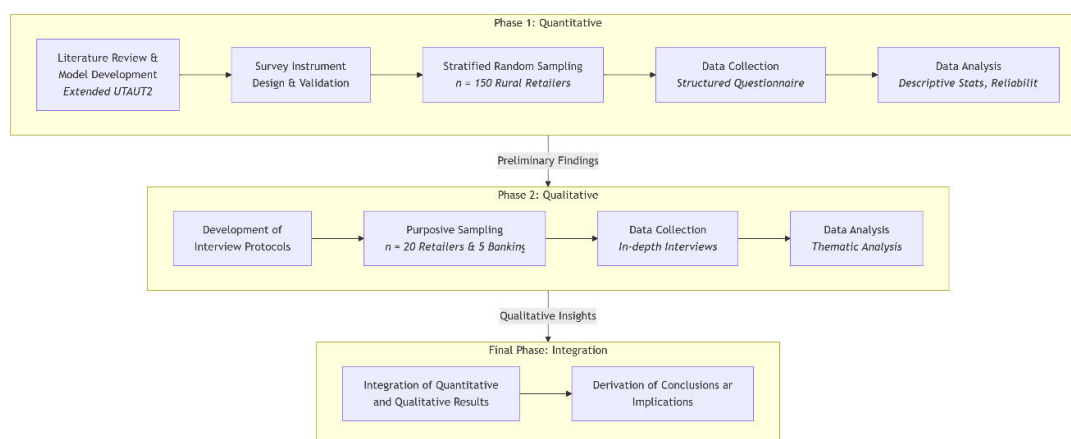 Phase 1: Quantitative
Literature Review &
Model Development
Extended UTAUT2
Survey Instrument
Design & Validation
Stratified Random Sampling
n = 150 Rural Retailers
Data Collection
Structured Questionnaire
Data Analysis
Descriptive Stats, Reliabilit
Preliminary Findings
Phase 2: Qualitative
Development of
Interview Protocols
Purposive Sampling
n = 20 Retailers & 5 Banking
Data Collection
In-depth Interviews
Data Analysis
Thematic Analysis
Qualitative Insights
Final Phase: Integration
Integration of Quantitative
and Qualitative Results
Derivation of Conclusions ar
Implications